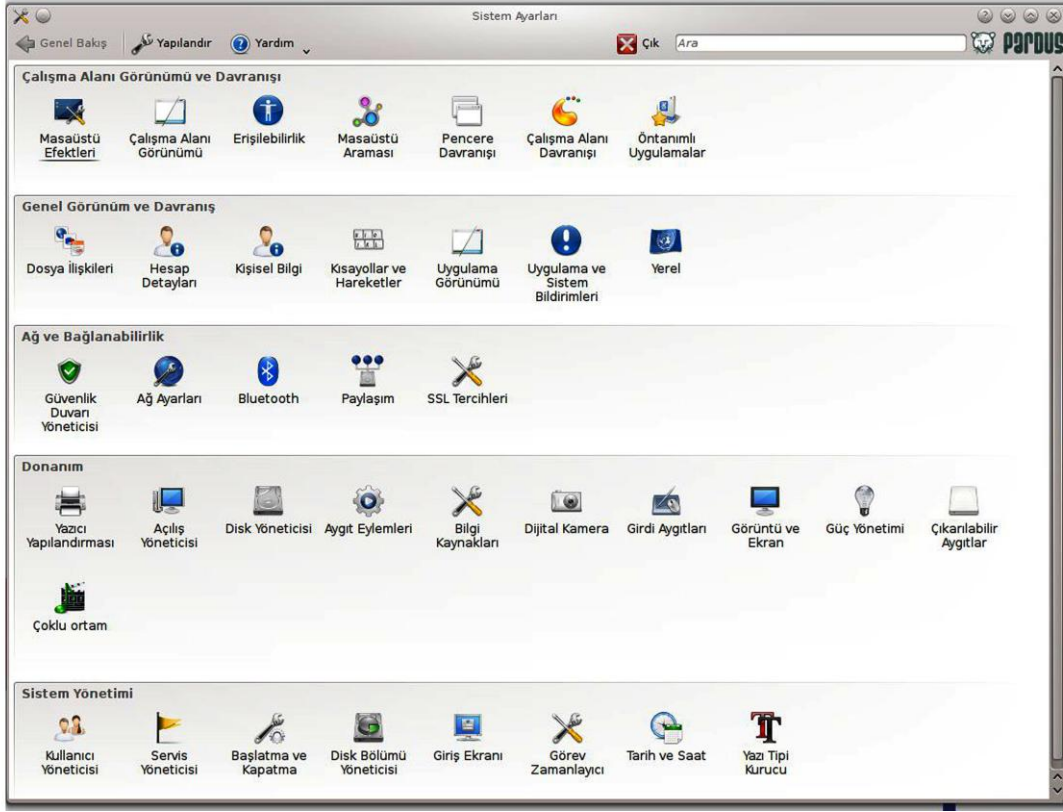 Sistem Ayarları
Genel Bakış Yapılandır Yardım Çık Ara PARDUS
Çalışma Alanı Görünümü ve Davranışı
Masaüstü Efektleri
Çalışma Alanı Görünümü
Erişilebilirlik
Masaüstü Araması
Pencere Davranışı
Çalışma Alanı Davranışı
Öntanımlı Uygulamalar
Genel Görünüm ve Davranış
Dosya İlişkileri
Hesap Detayları
Kişisel Bilgi
Kısayollar ve Hareketler
Uygulama Görünümü
Uygulama ve Sistem Bildirimleri
Yerel
Ağ ve Bağlanabilirlik
Güvenlik Duvarı Yöneticisi
Ağ Ayarları
Bluetooth
Paylaşım
SSL Tercihleri
Donanım
Yazıcı Yapılandırması
Açılış Yöneticisi
Disk Yöneticisi
Aygıt Eylemleri
Bilgi Kaynakları
Dijital Kamera
Girdi Aygıtları
Görüntü ve Ekran
Güç Yönetimi
Çıkarılabilir Aygıtlar
Çoklu ortam
Sistem Yönetimi
Kullanıcı Yöneticisi
Servis Yöneticisi
Başlatma ve Kapatma
Disk Bölümü Yöneticisi
Giriş Ekranı
Görev Zamanlayıcı
Tarih ve Saat
Yazı Tipi Kurucu